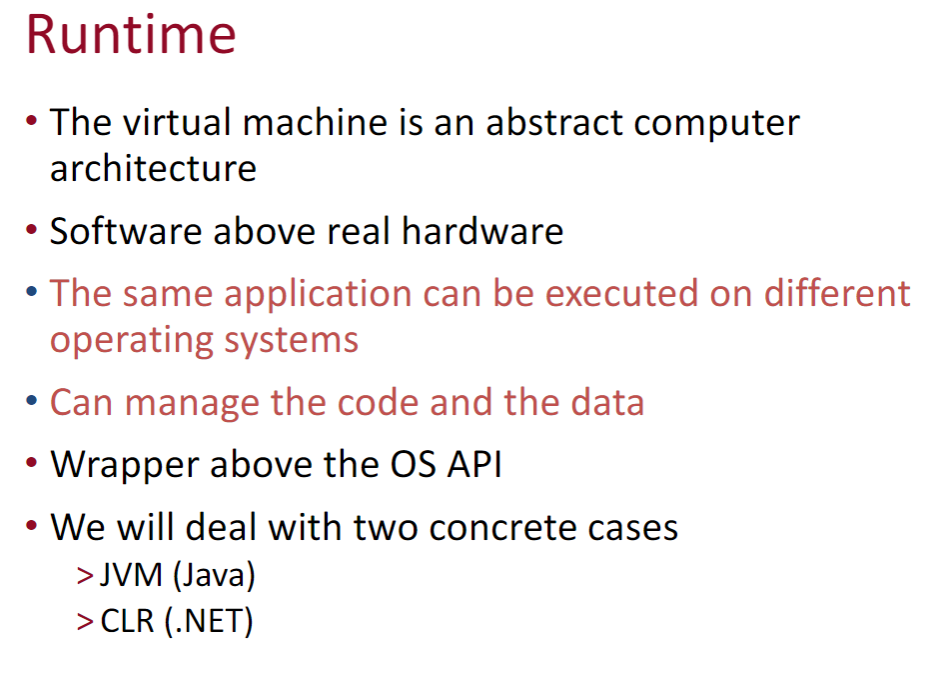 Runtime
• The virtual machine is an abstract computer
architecture
• Software above real hardware
• The same application can be executed on different
operating systems
• Can manage the code and the data
• Wrapper above the OS API
• We will deal with two concrete cases
> JVM (Java)
> CLR (.NET)